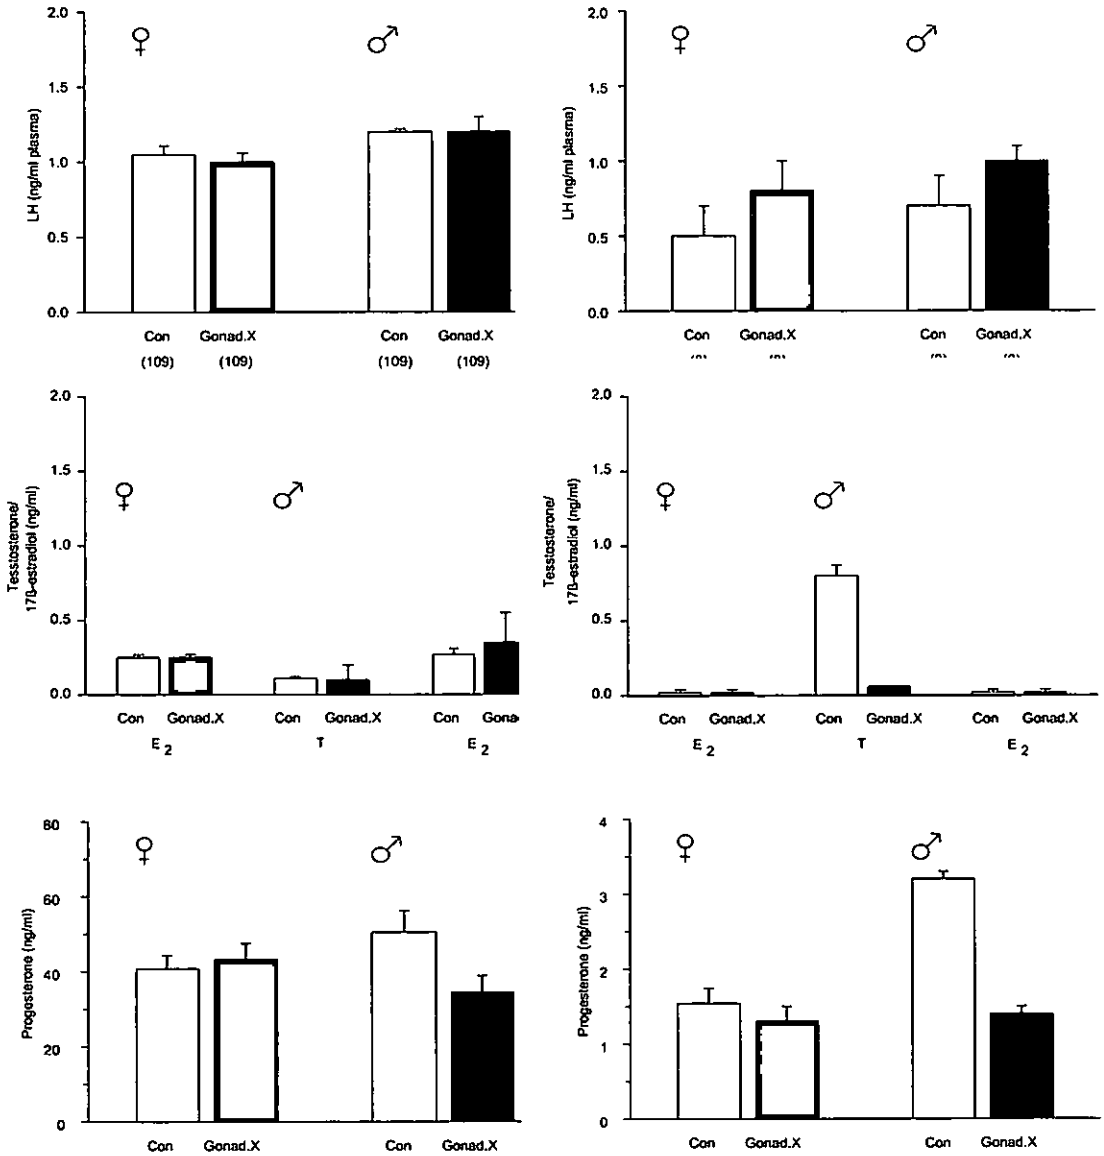 2.0
1.5
1.0
0.5
0.0
LH (ng/ml plasma)
♀
♂
Con Gonad.X Con Gonad.X
(109) (109) (109) (109)
2.0
1.5
1.0
0.5
0.0
LH (ng/ml plasma)
♀
♂
Con Gonad.X Con Gonad.X
2.0
1.5
1.0
0.5
0.0
Tesstosterone/
17ß-estradiol (ng/ml)
♀
♂
Con Gonad.X Con Gonad.X Con Gona
E 2 T E 2
2.0
1.5
1.0
0.5
0.0
Tesstosterone/
17ß-estradiol (ng/ml)
♀
♂
Con Gonad.X Con Gonad.X Con Gonad.X
E 2 T E 2
80
60
40
20
0
Progesterone (ng/ml)
♀
♂
Con Gonad.X Con Gonad.X
4
3
2
1
0
Progesterone (ng/ml)
♀
♂
Con Gonad.X Con Gonad.X